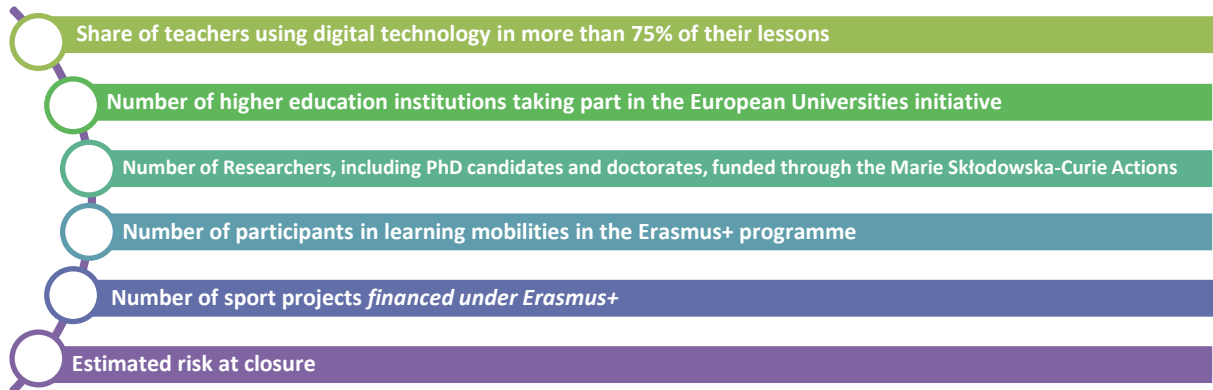 Share of teachers using digital technology in more than 75% of their lessons
Number of higher education institutions taking part in the European Universities initiative
Number of Researchers, including PhD candidates and doctorates, funded through the Marie Skłodowska-Curie Actions
Number of participants in learning mobilities in the Erasmus+ programme
Number of sport projects financed under Erasmus+
Estimated risk at closure